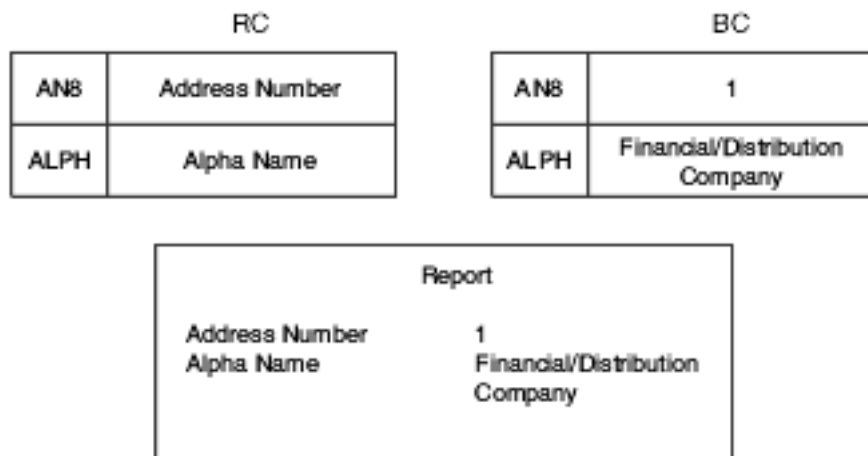 RC
BC
AN8 Address Number
AN8 1
ALPH Alpha Name
ALPH Financial/Distribution
Company
Report
Address Number 1
Alpha Name Financial/Distribution
Company